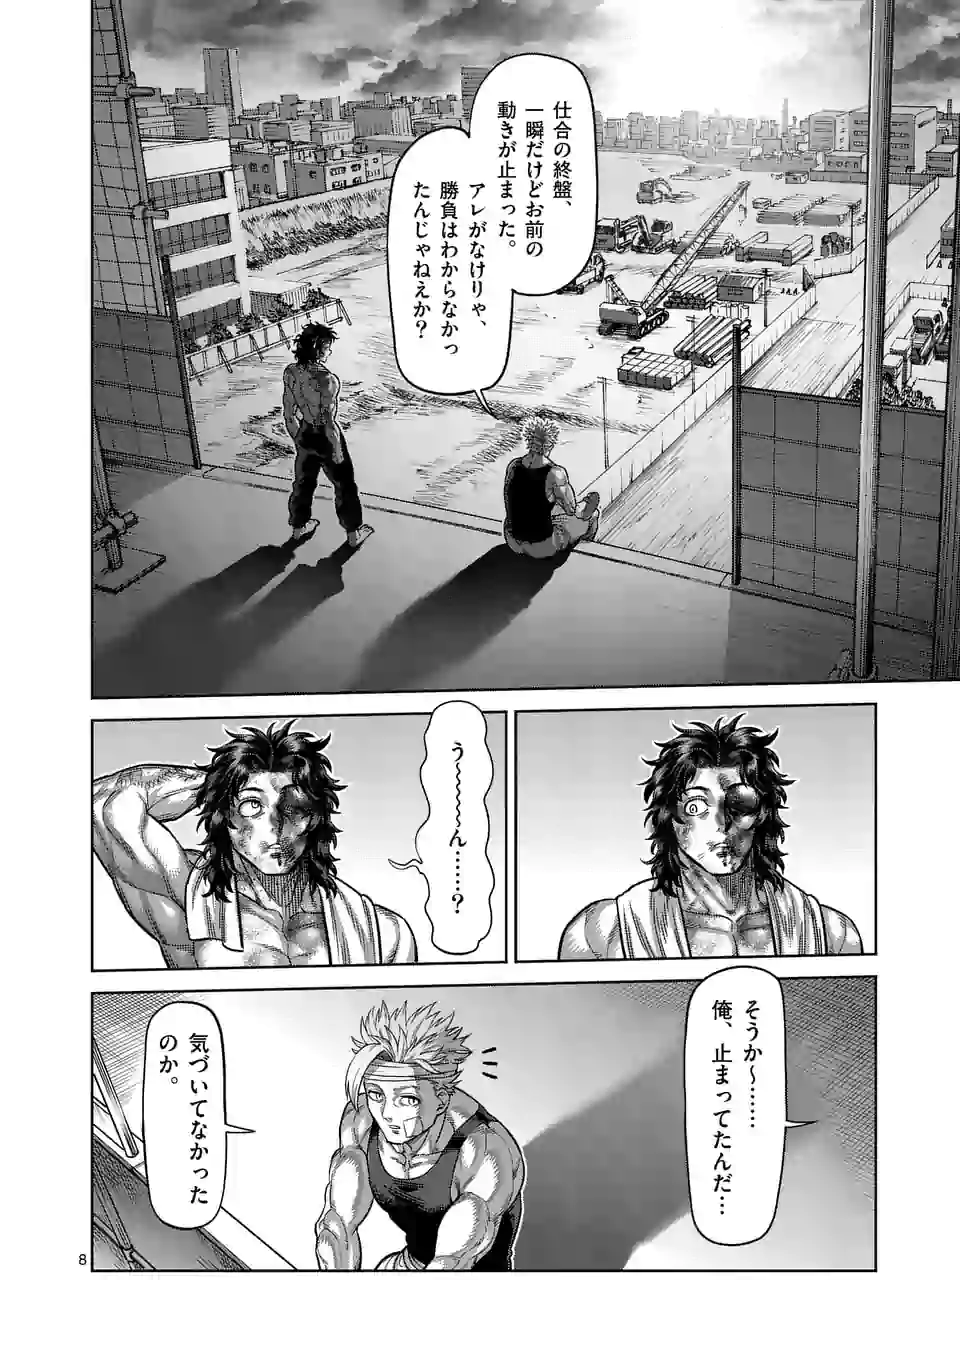 仕合の終盤、
一瞬だけどお前の
動きが止まった。
アレがなけりゃ、
勝負はわからなかっ
たんじゃねえか?
う〜〜〜ん……?
そうか〜……
俺、止まってたんだ…
気づいてなかった
のか。
8